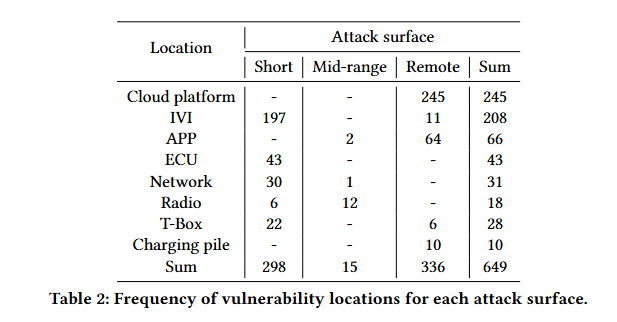 Location Attack surface
Short Mid-range Remote Sum
Cloud platform - - 245 245
IVI 197 - 11 208
APP - 2 64 66
ECU 43 - - 43
Network 30 1 - 31
Radio 6 12 - 18
T-Box 22 - 6 28
Charging pile - - 10 10
Sum 298 15 336 649
Table 2: Frequency of vulnerability locations for each attack surface.